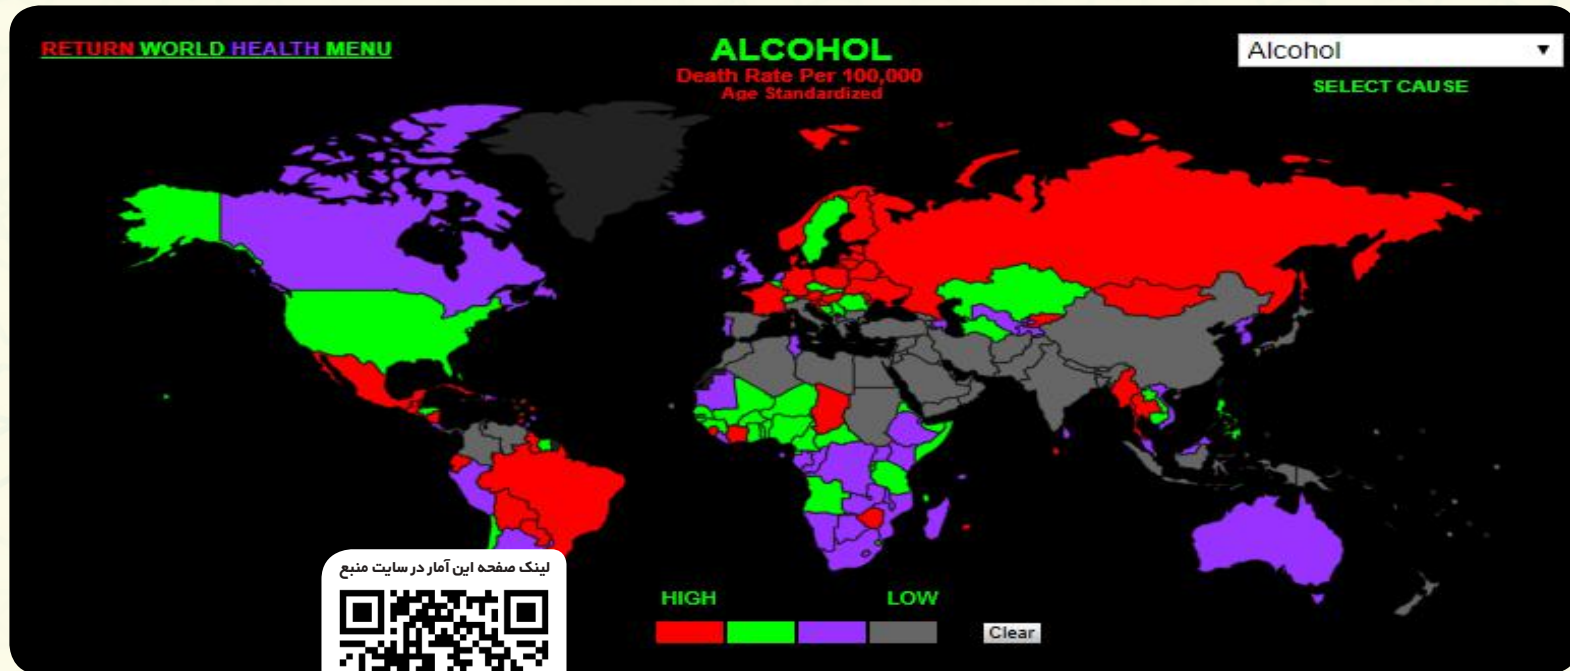 RETURN WORLD HEALTH MENU
ALCOHOL
Death Rate Per 100,000
Age Standardized
Alcohol
SELECT CAUSE
لینک صفحه این آمار در سایت منبع
HIGH
LOW
Clear